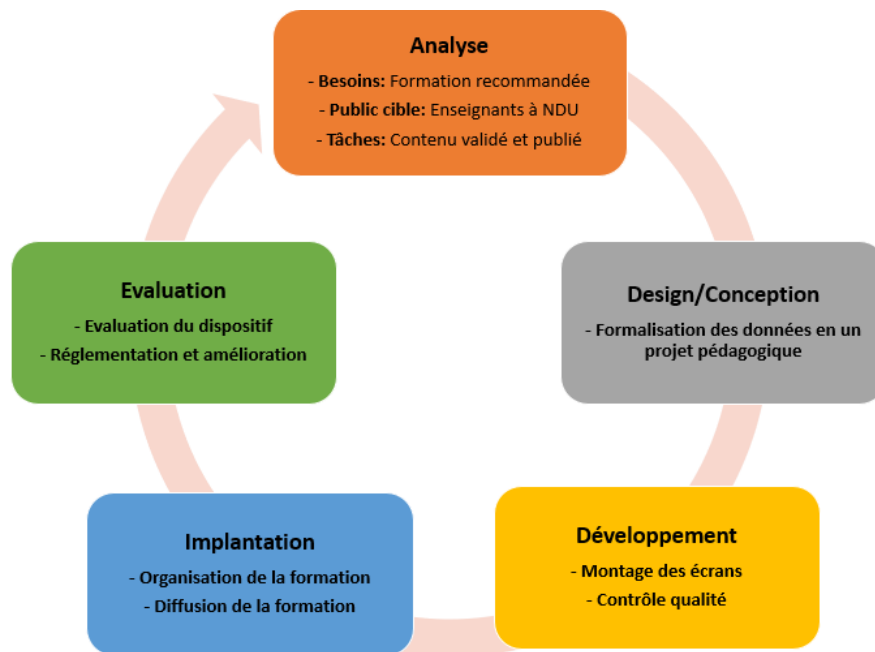 Analyse
- Besoins: Formation recommandée
- Public cible: Enseignants à NDU
- Tâches: Contenu validé et publié
Design/Conception
- Formalisation des données en un
projet pédagogique
Développement
- Montage des écrans
- Contrôle qualité
Implantation
- Organisation de la formation
- Diffusion de la formation
Evaluation
- Evaluation du dispositif
- Réglementation et amélioration